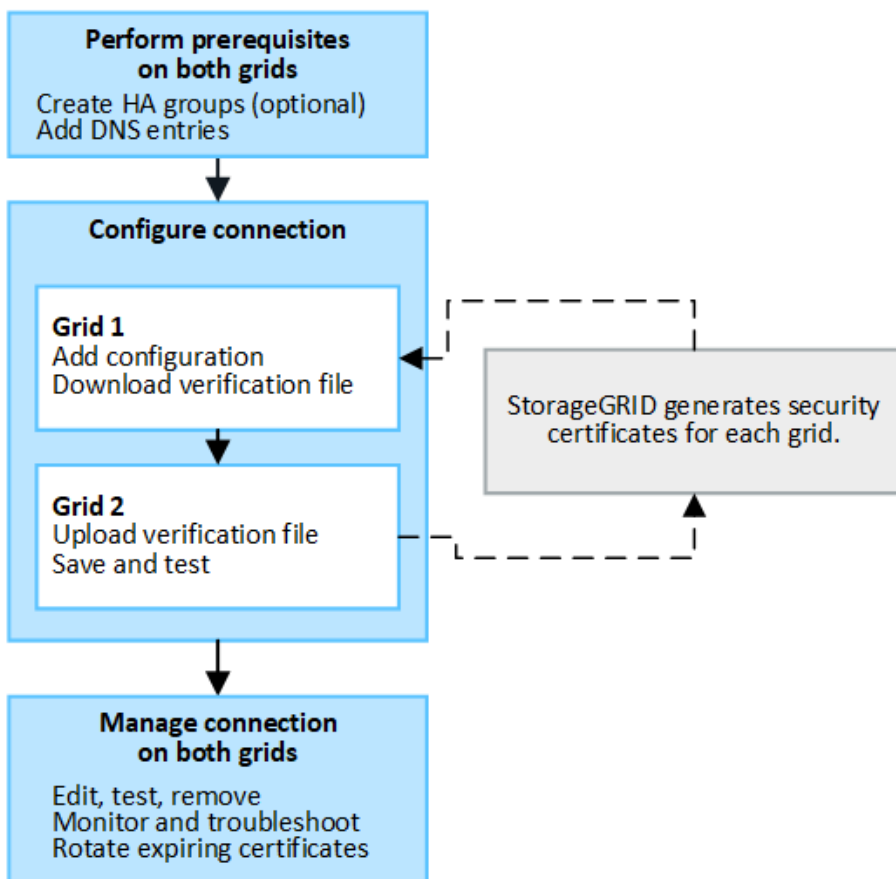 Perform prerequisites
on both grids
Create HA groups (optional)
Add DNS entries
Configure connection
Grid 1
Add configuration
Download verification file
StorageGRID generates security
certificates for each grid.
Grid 2
Upload verification file
Save and test
Manage connection
on both grids
Edit, test, remove
Monitor and troubleshoot
Rotate expiring certificates